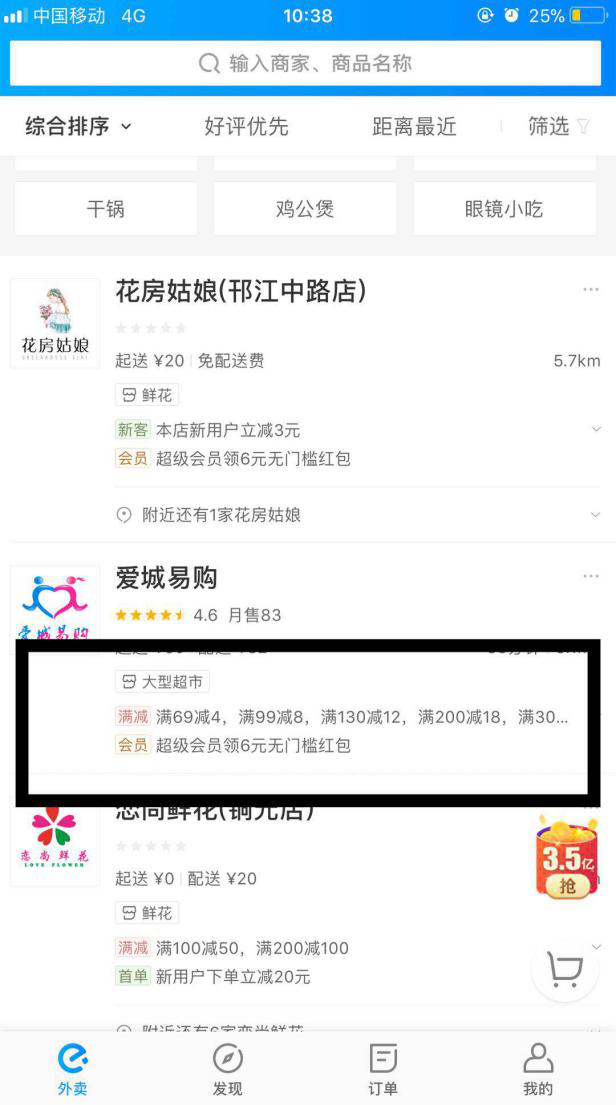 中国移动 4G 10:38 25%
输入商家、商品名称
综合排序 好评优先 距离最近 筛选
干锅 鸡公煲 眼镜小吃
花房姑娘(邗江中路店)
花房姑娘
GREENHOUSE GIRL
起送 ¥20 免配送费 5.7km
鲜花
新客 本店新用户立减3元
会员 超级会员领6元无门槛红包
附近还有1家花房姑娘
爱城易购
爱城易购
4.6 月售83
大型超市
满减 满69减4，满99减8，满130减12，满200减18，满30...
会员 超级会员领6元无门槛红包
恋尚鲜花(铜元店)
恋尚鲜花
LOVE FLOWER
起送 ¥0 配送 ¥20
3.5亿
抢
鲜花
满减 满100减50，满200减100
首单 新用户下单立减20元
附近还有6家恋尚鲜花
外卖 发现 订单 我的